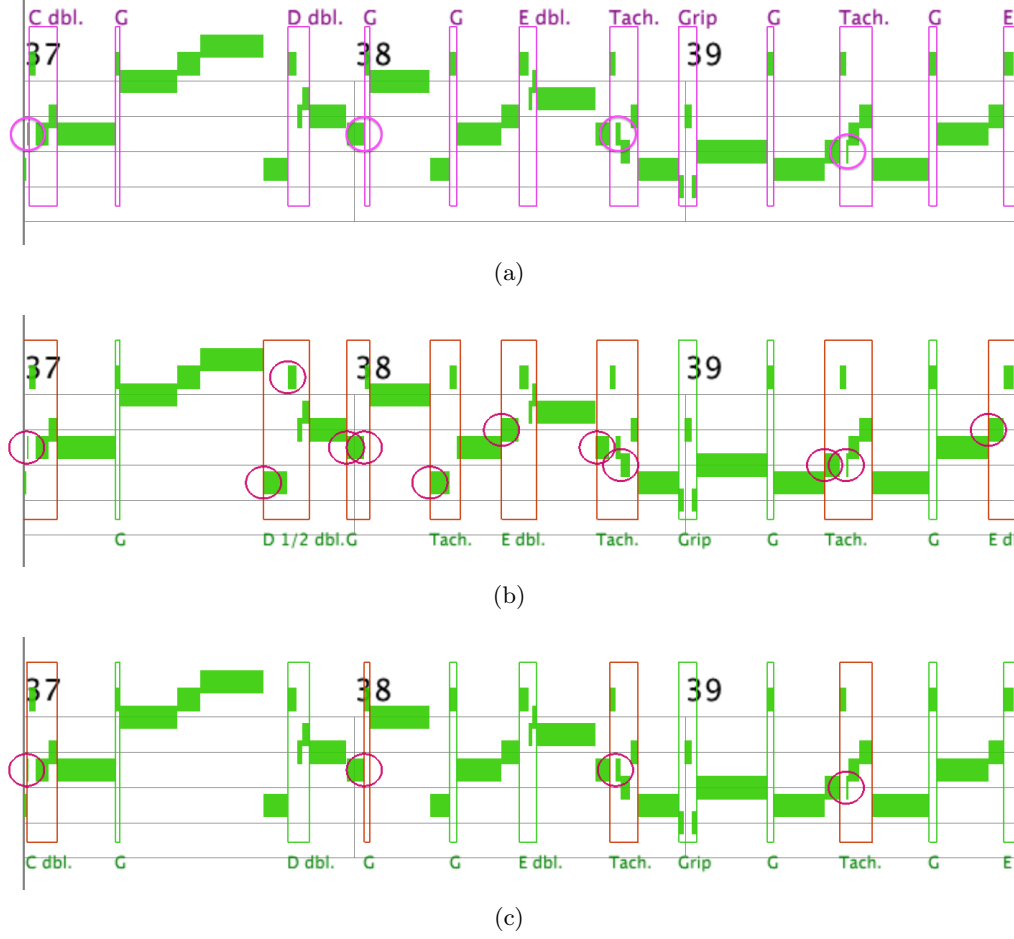 C dbl. G D dbl. G G E dbl. Tach. Grip G Tach. G E
37 38 39
(a)
37 38 39
G D 1/2 dbl. G Tach. E dbl. Tach. Grip G Tach. G E d
(b)
37 38 39
C dbl. G D dbl. G G E dbl. Tach. Grip G Tach. G E
(c)